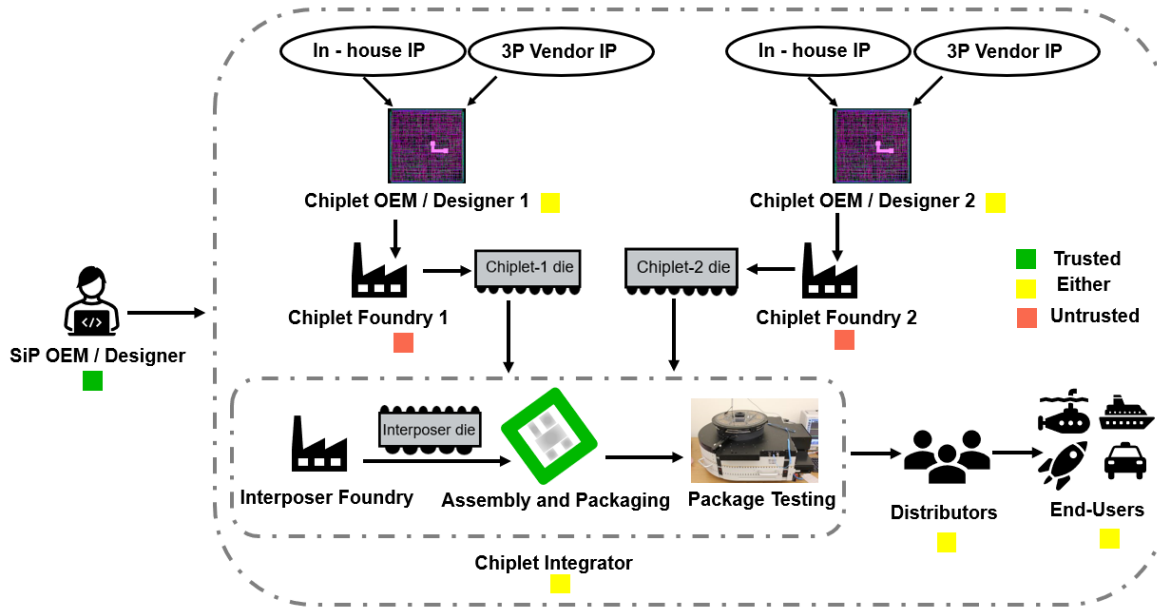 In - house IP
3P Vendor IP
In - house IP
3P Vendor IP
Chiplet OEM / Designer 1
Chiplet OEM / Designer 2
Chiplet-1 die
Chiplet-2 die
Trusted
Either
Untrusted
Chiplet Foundry 1
Chiplet Foundry 2
</>
SiP OEM / Designer
Interposer die
Interposer Foundry
Assembly and Packaging
Package Testing
Distributors
End-Users
Chiplet Integrator